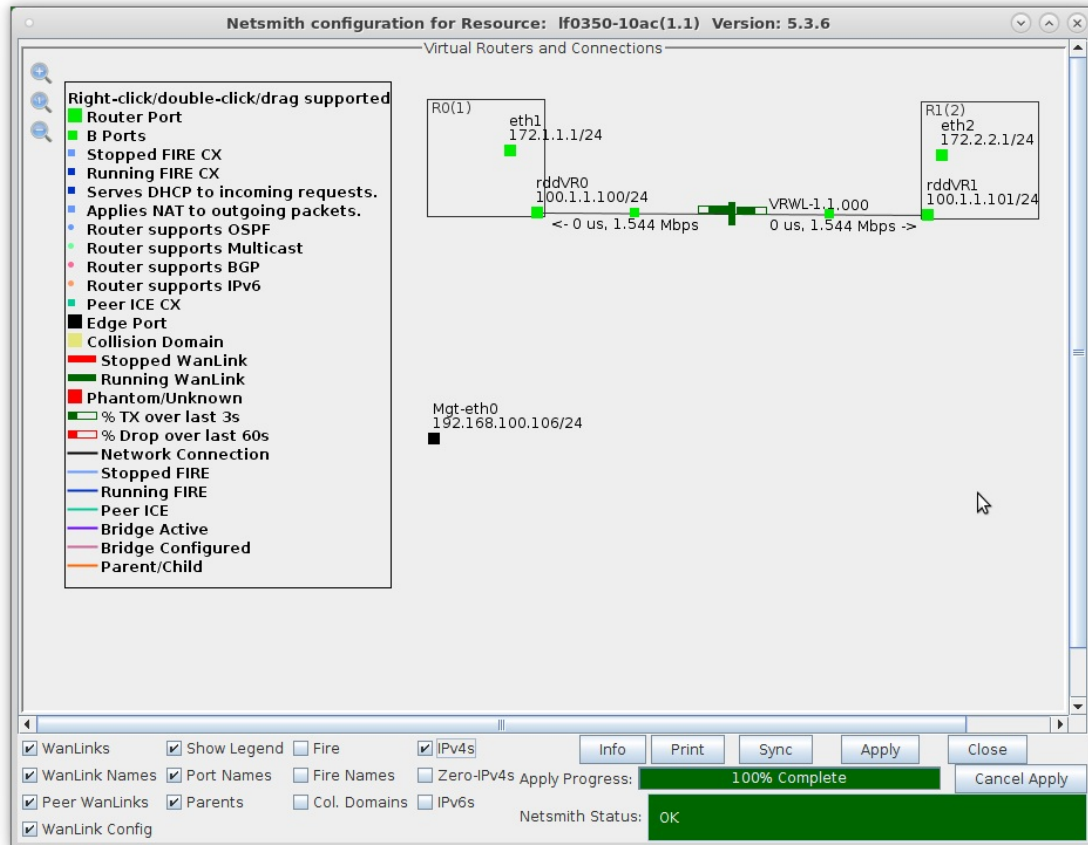 Netsmith configuration for Resource: lf0350-10ac(1.1) Version: 5.3.6
Virtual Routers and Connections
Right-click/double-click/drag supported
Router Port
B Ports
Stopped FIRE CX
Running FIRE CX
Serves DHCP to incoming requests.
Applies NAT to outgoing packets.
Router supports OSPF
Router supports Multicast
Router supports BGP
Router supports IPv6
Peer ICE CX
Edge Port
Collision Domain
Stopped WanLink
Running WanLink
Phantom/Unknown
% TX over last 3s
% Drop over last 60s
Network Connection
Stopped FIRE
Running FIRE
Peer ICE
Bridge Active
Bridge Configured
Parent/Child
R0(1)
eth1
172.1.1.1/24
rddVR0
100.1.1.100/24
<- 0 us, 1.544 Mbps
VRWL-1.1.000
0 us, 1.544 Mbps ->
R1(2)
eth2
172.2.2.1/24
rddVR1
100.1.1.101/24
Mgt-eth0
192.168.100.106/24
WanLinks Show Legend Fire IPv4s Info Print Sync Apply Close
WanLink Names Port Names Fire Names Zero-IPv4s Apply Progress: 100% Complete Cancel Apply
Peer WanLinks Parents Col. Domains IPv6s Netsmith Status: OK
WanLink Config